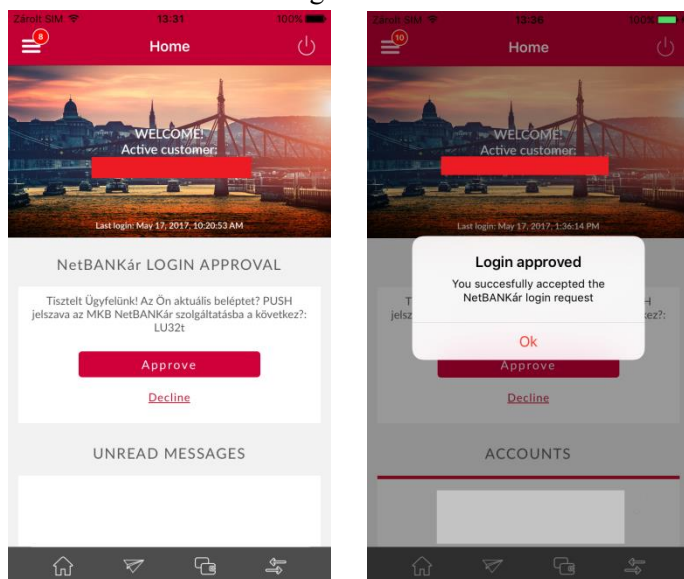 Zárolt SIM 13:31 100%
8
Home
WELCOME!
Active customer:
Last login: May 17, 2017, 10:20:53 AM
NetBANKár LOGIN APPROVAL
Tisztelt Ügyfelünk! Az Ön aktuális beléptet? PUSH
jelszava az MKB NetBANKár szolgáltatásba a következ?:
LU32t
Approve
Decline
UNREAD MESSAGES
Zárolt SIM 13:36 100%
10
Home
WELCOME!
Active customer:
Last login: May 17, 2017, 1:36:14 PM
Login approved
You succesfully accepted the
NetBANKár login request
Ok
T
H
jelsz
ez?:
Approve
Decline
ACCOUNTS